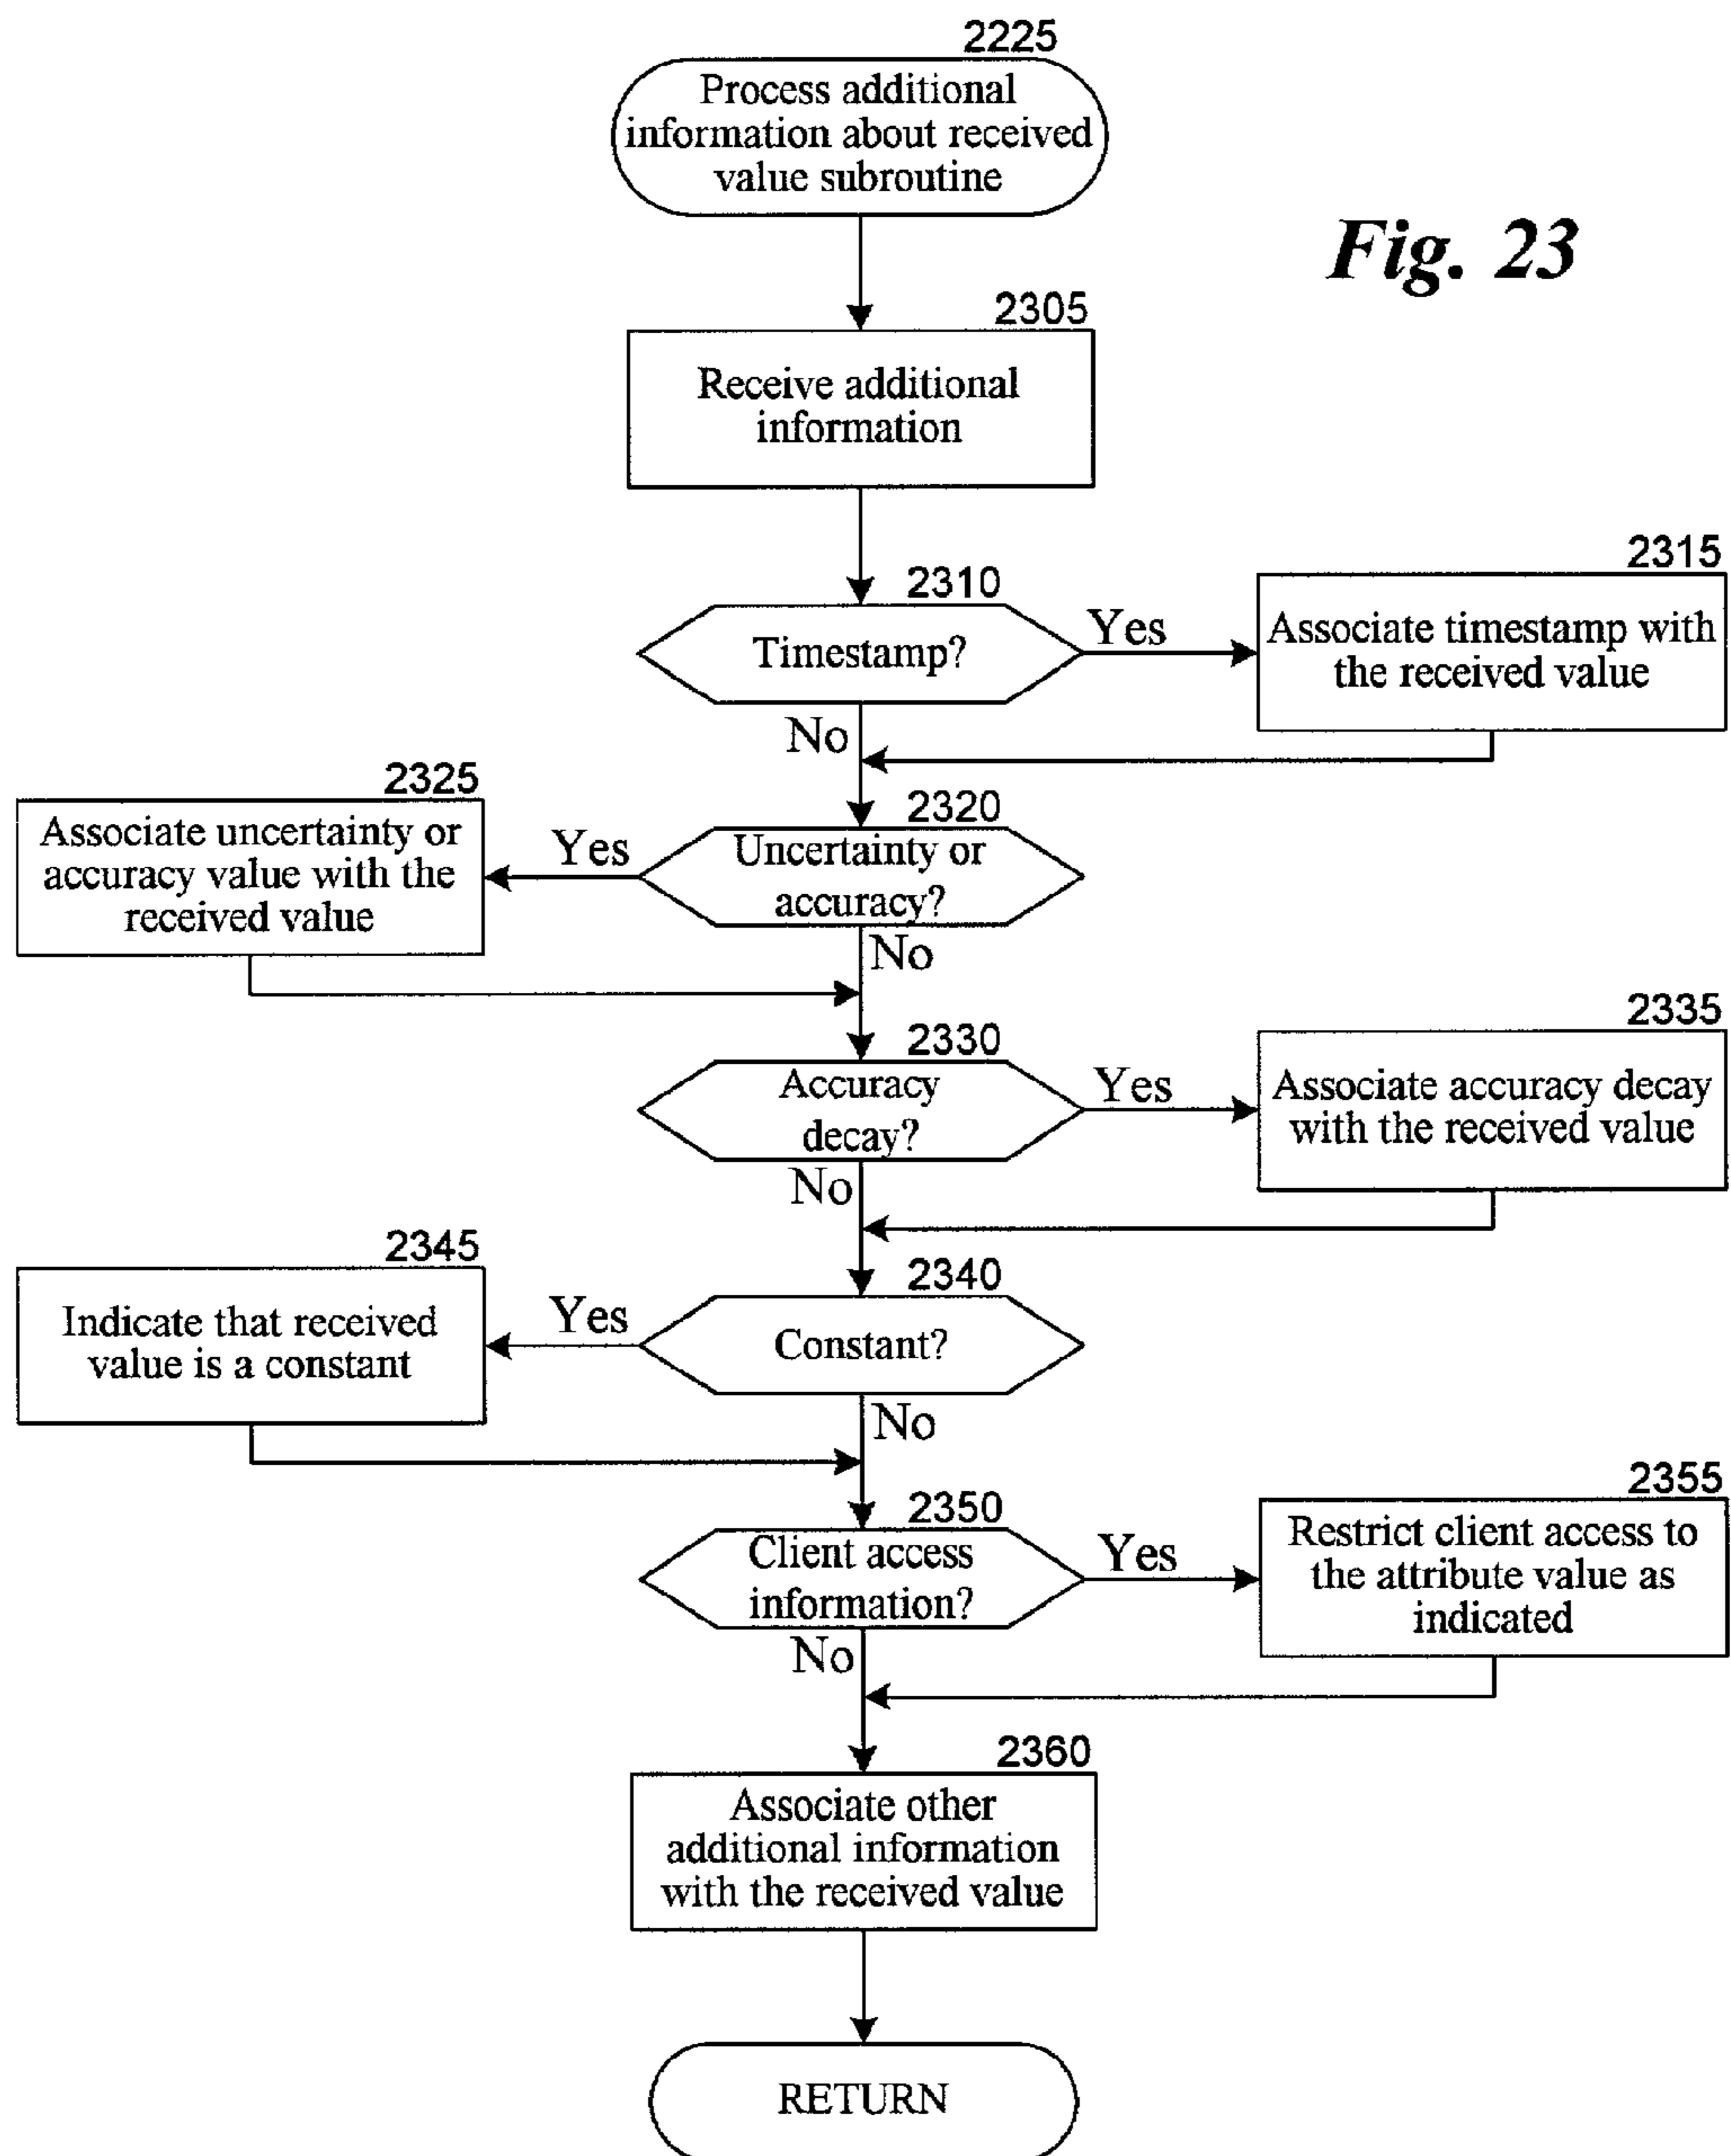 2225
Process additional
information about received
value subroutine
Fig. 23
2305
Receive additional
information
2310
Timestamp?
Yes
2315
Associate timestamp with
the received value
No
2320
Uncertainty or
accuracy?
Yes
2325
Associate uncertainty or
accuracy value with the
received value
No
2330
Accuracy
decay?
Yes
2335
Associate accuracy decay
with the received value
No
2340
Constant?
Yes
2345
Indicate that received
value is a constant
No
2350
Client access
information?
Yes
2355
Restrict client access to
the attribute value as
indicated
No
2360
Associate other
additional information
with the received value
RETURN